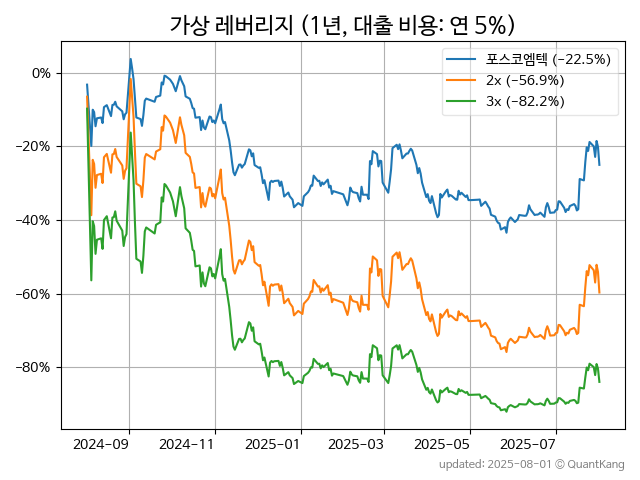 가상 레버리지 (1년, 대출 비용: 연 5%)
포스코엠텍 (−22.5%)
2x (−56.9%)
3x (−82.2%)
0%
−20%
−40%
−60%
−80%
2024-09 2024-11 2025-01 2025-03 2025-05 2025-07
updated: 2025-08-01 © QuantKang